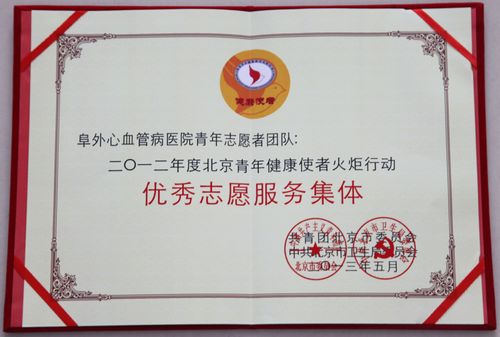 健康使者
阜外心血管病医院青年志愿者团队:
二〇一二年度北京青年健康使者火炬行动
优秀志愿服务集体
共青团北京市委员会
中共北京市卫生局委员会
二〇一三年五月